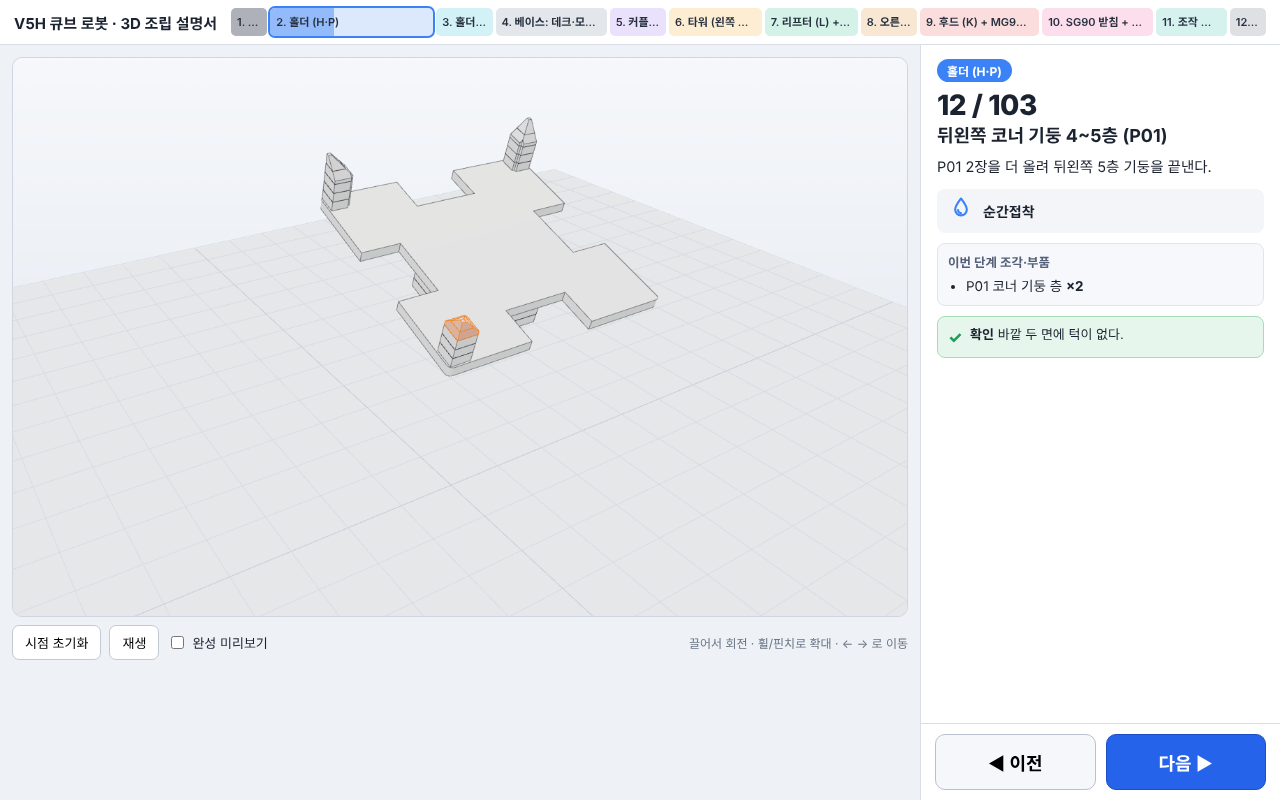 V5H 큐브 로봇 · 3D 조립 설명서
1. ...
2. 홀더 (H·P)
3. 홀더...
4. 베이스: 데크·모...
5. 커플...
6. 타워 (왼쪽 ...
7. 리프터 (L) +...
8. 오른...
9. 후드 (K) + MG9...
10. SG90 받침 + ...
11. 조작 ...
12...
홀더 (H·P)
12 / 103
뒤왼쪽 코너 기둥 4~5층 (P01)
P01 2장을 더 올려 뒤왼쪽 5층 기둥을 끝낸다.
순간접착
이번 단계 조각·부품
• P01 코너 기둥 층 ×2
확인 바깥 두 면에 턱이 없다.
시점 초기화
재생
완성 미리보기
끌어서 회전 · 휠/핀치로 확대 · ← → 로 이동
◀ 이전
다음 ▶